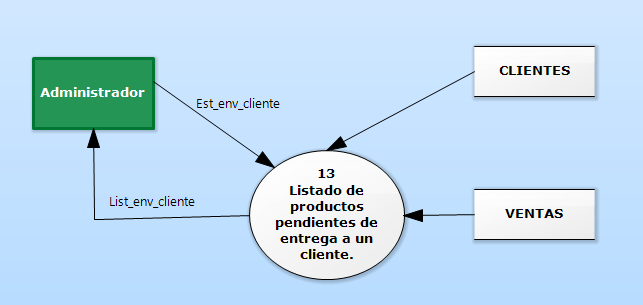 CLIENTES
Administrador
Est_env_cliente
13
Listado de
productos
pendientes de
entrega a un
cliente.
List_env_cliente
VENTAS